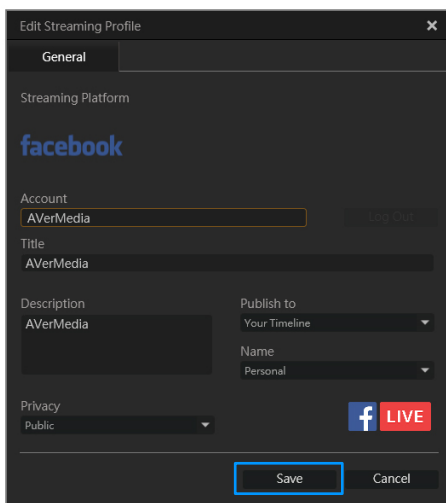 Edit Streaming Profile
General
Streaming Platform
facebook
Account
AVerMedia
Log Out
Title
AVerMedia
Description
AVerMedia
Publish to
Your Timeline
Name
Personal
Privacy
Public
f LIVE
Save
Cancel